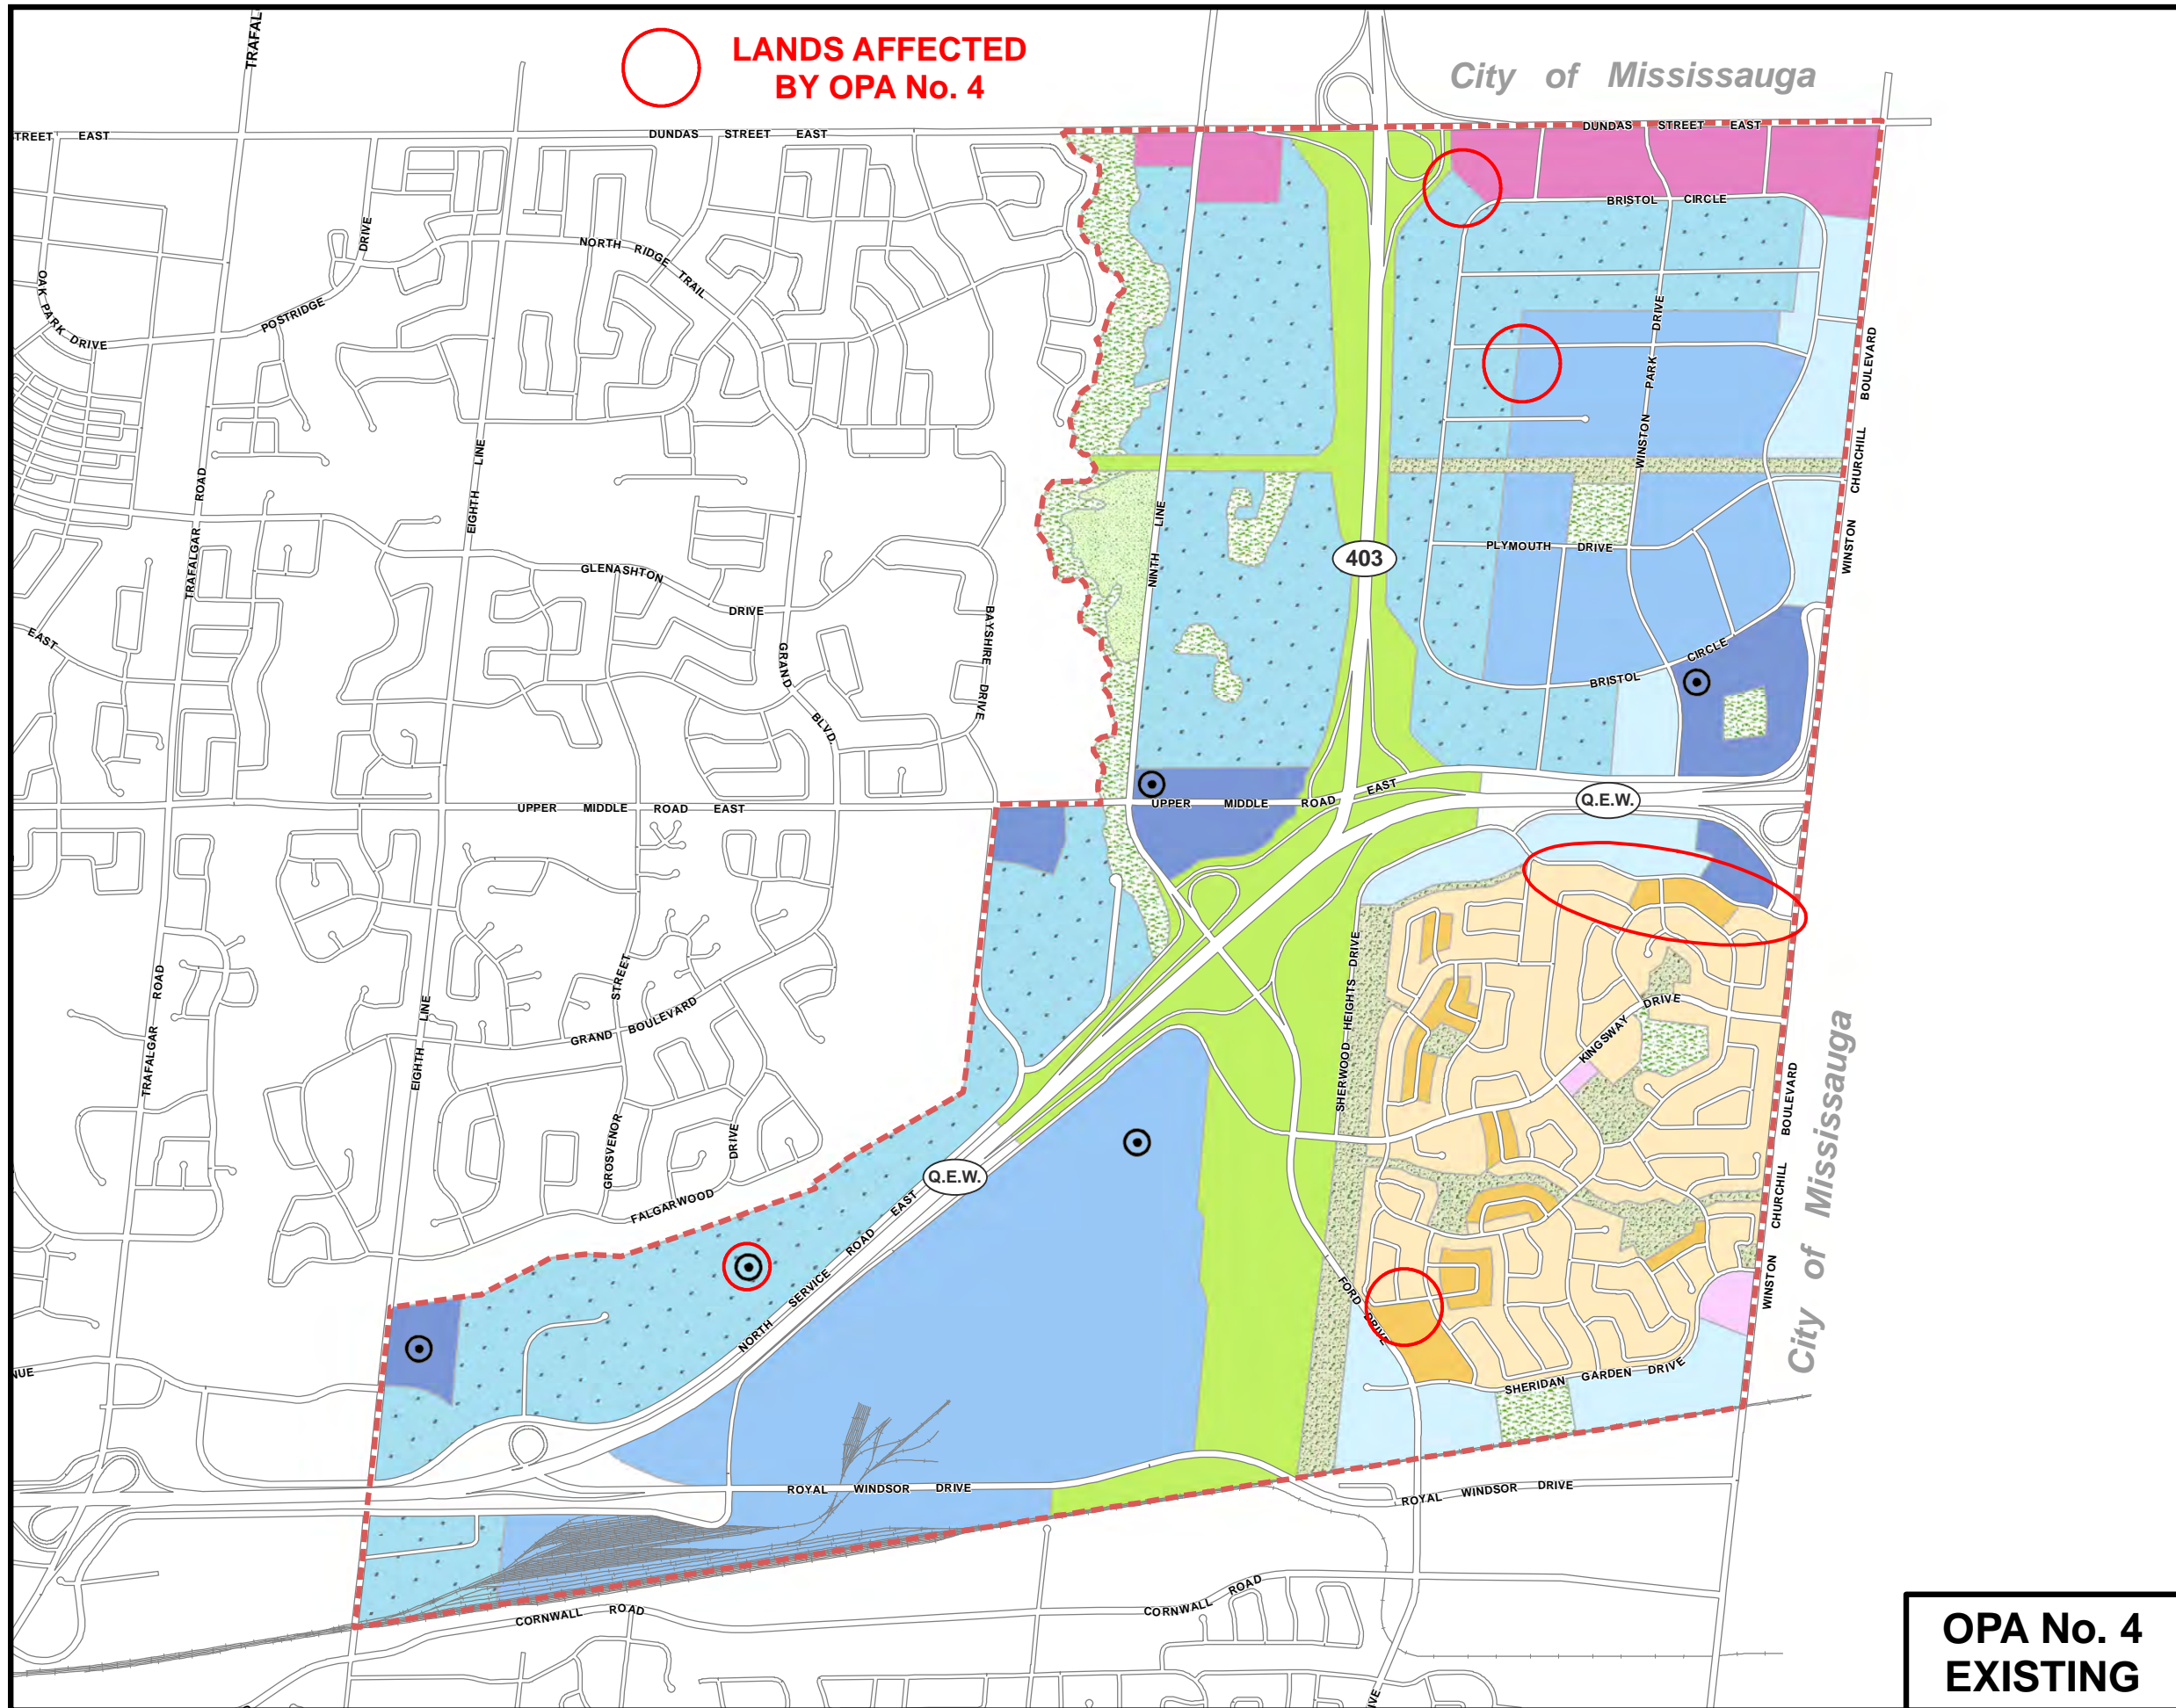 TRAFAL
LANDS AFFECTED
BY OPA No. 4
City of Mississauga
TREET EAST
DUNDAS STREET EAST
DUNDAS STREET EAST
BRISTOL CIRCLE
DRIVE
NORTH RIDGE TRAIL
OAK PARK DRIVE
POSTRIDGE
WINSTON PARK DRIVE
WINSTON CHURCHILL BOULEVARD
EIGHTH LINE
TRAFALGAR ROAD
NINTH LINE
403
PLYMOUTH DRIVE
GLENASHTON DRIVE
BAYSHIRE DRIVE
EAST
GRAND BLVD.
BRISTOL CIRCLE
UPPER MIDDLE ROAD EAST
UPPER MIDDLE ROAD EAST
Q.E.W.
SHERWOOD HEIGHTS DRIVE
STREET
GROSVENOR
GRAND BOULEVARD
KINGSWAY DRIVE
TRAFALGAR ROAD
EIGHTH LINE
DRIVE
FALGARWOOD
Q.E.W.
NORTH SERVICE ROAD EAST
WINSTON CHURCHILL BOULEVARD
City of Mississauga
FORD DRIVE
NUE
SHERIDAN GARDEN DRIVE
ROYAL WINDSOR DRIVE
ROYAL WINDSOR DRIVE
CORNWALL ROAD
CORNWALL ROAD
IVE
OPA No. 4
EXISTING